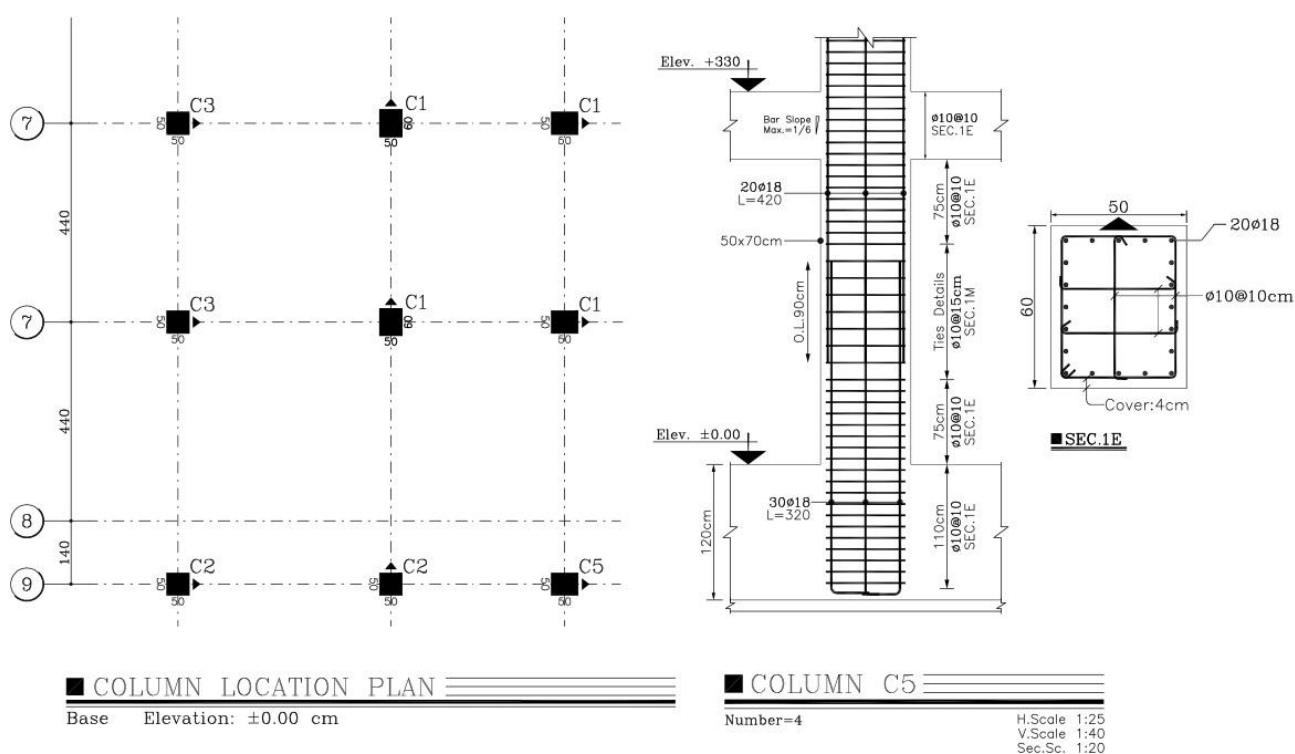 7
C3
50
50
C1
60
50
C1
50
50
440
7
C3
50
50
C1
60
50
C1
50
50
440
8
140
9
C2
50
50
C2
50
50
C5
50
50
COLUMN LOCATION PLAN
Base Elevation: ±0.00 cm
Elev. +330
Bar Slope
Max.=1/6
ø10@10
SEC.1E
20ø18
L=420
75cm
ø10@10
SEC.1E
50x70cm
O.L.90cm
Ties Details
ø10@15cm
SEC.1M
75cm
ø10@10
SEC.1E
Elev. ±0.00
30ø18
L=320
120cm
110cm
ø10@10
SEC.1E
COLUMN C5
Number=4
H.Scale 1:25
V.Scale 1:40
Sec.Sc. 1:20
50
20ø18
60
ø10@10cm
Cover:4cm
SEC.1E